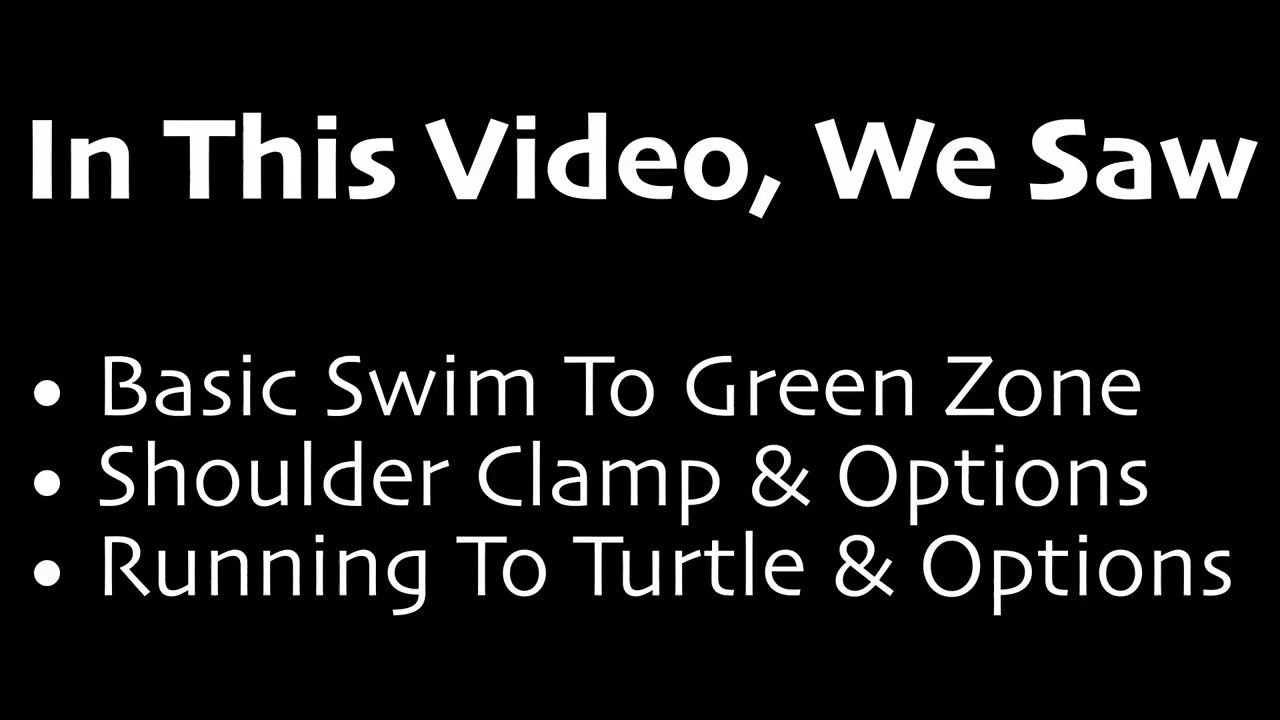 In This Video, We Saw
• Basic Swim To Green Zone
• Shoulder Clamp & Options
• Running To Turtle & Options